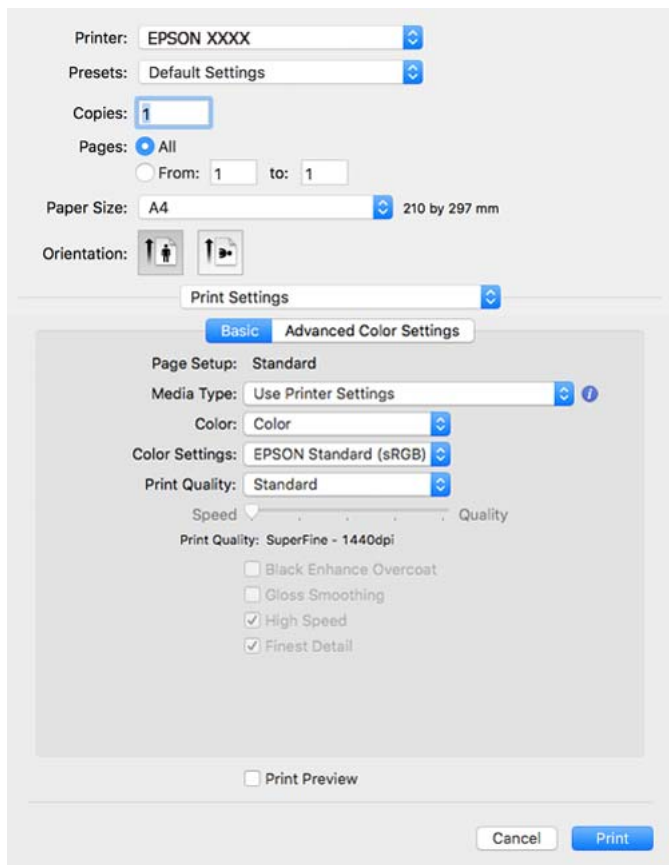 Printer: EPSON XXXX
Presets: Default Settings
Copies: 1
Pages: All
From: 1 to: 1
Paper Size: A4 210 by 297 mm
Orientation:
Print Settings
Basic Advanced Color Settings
Page Setup: Standard
Media Type: Use Printer Settings i
Color: Color
Color Settings: EPSON Standard (sRGB)
Print Quality: Standard
Speed Quality
Print Quality: SuperFine - 1440dpi
Black Enhance Overcoat
Gloss Smoothing
High Speed
Finest Detail
Print Preview
Cancel Print